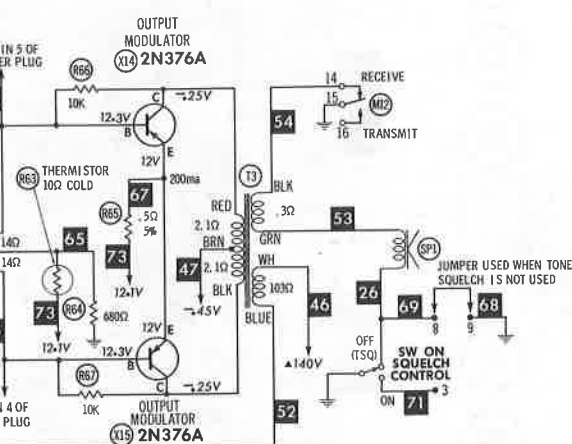 OUTPUT
MODULATOR
X14 2N376A
IN 5 OF
ER PLUG
R66
10K
C
-.25V
12.3V
B
E
12V
200ma
14
RECEIVE
15
M12
16
TRANSMIT
54
R63
THERMISTOR
10Ω COLD
67
R65
.5Ω
5%
T3
BLK
.3Ω
RED
2.1Ω
BRN
GRN
53
14Ω
14Ω
65
73
12.1V
47
2.1Ω
BLK
-.45V
WH
103Ω
BLUE
46
▲140V
SP1
JUMPER USED WHEN TONE
SQUELCH IS NOT USED
26
69
68
8
9
73
R64
680Ω
12.1V
12V
E
12.3V
B
C
-.25V
R67
10K
OFF
(TSQ)
SW ON
SQUELCH
CONTROL
ON
71
3
N 4 OF
PLUG
OUTPUT
MODULATOR
X15 2N376A
52